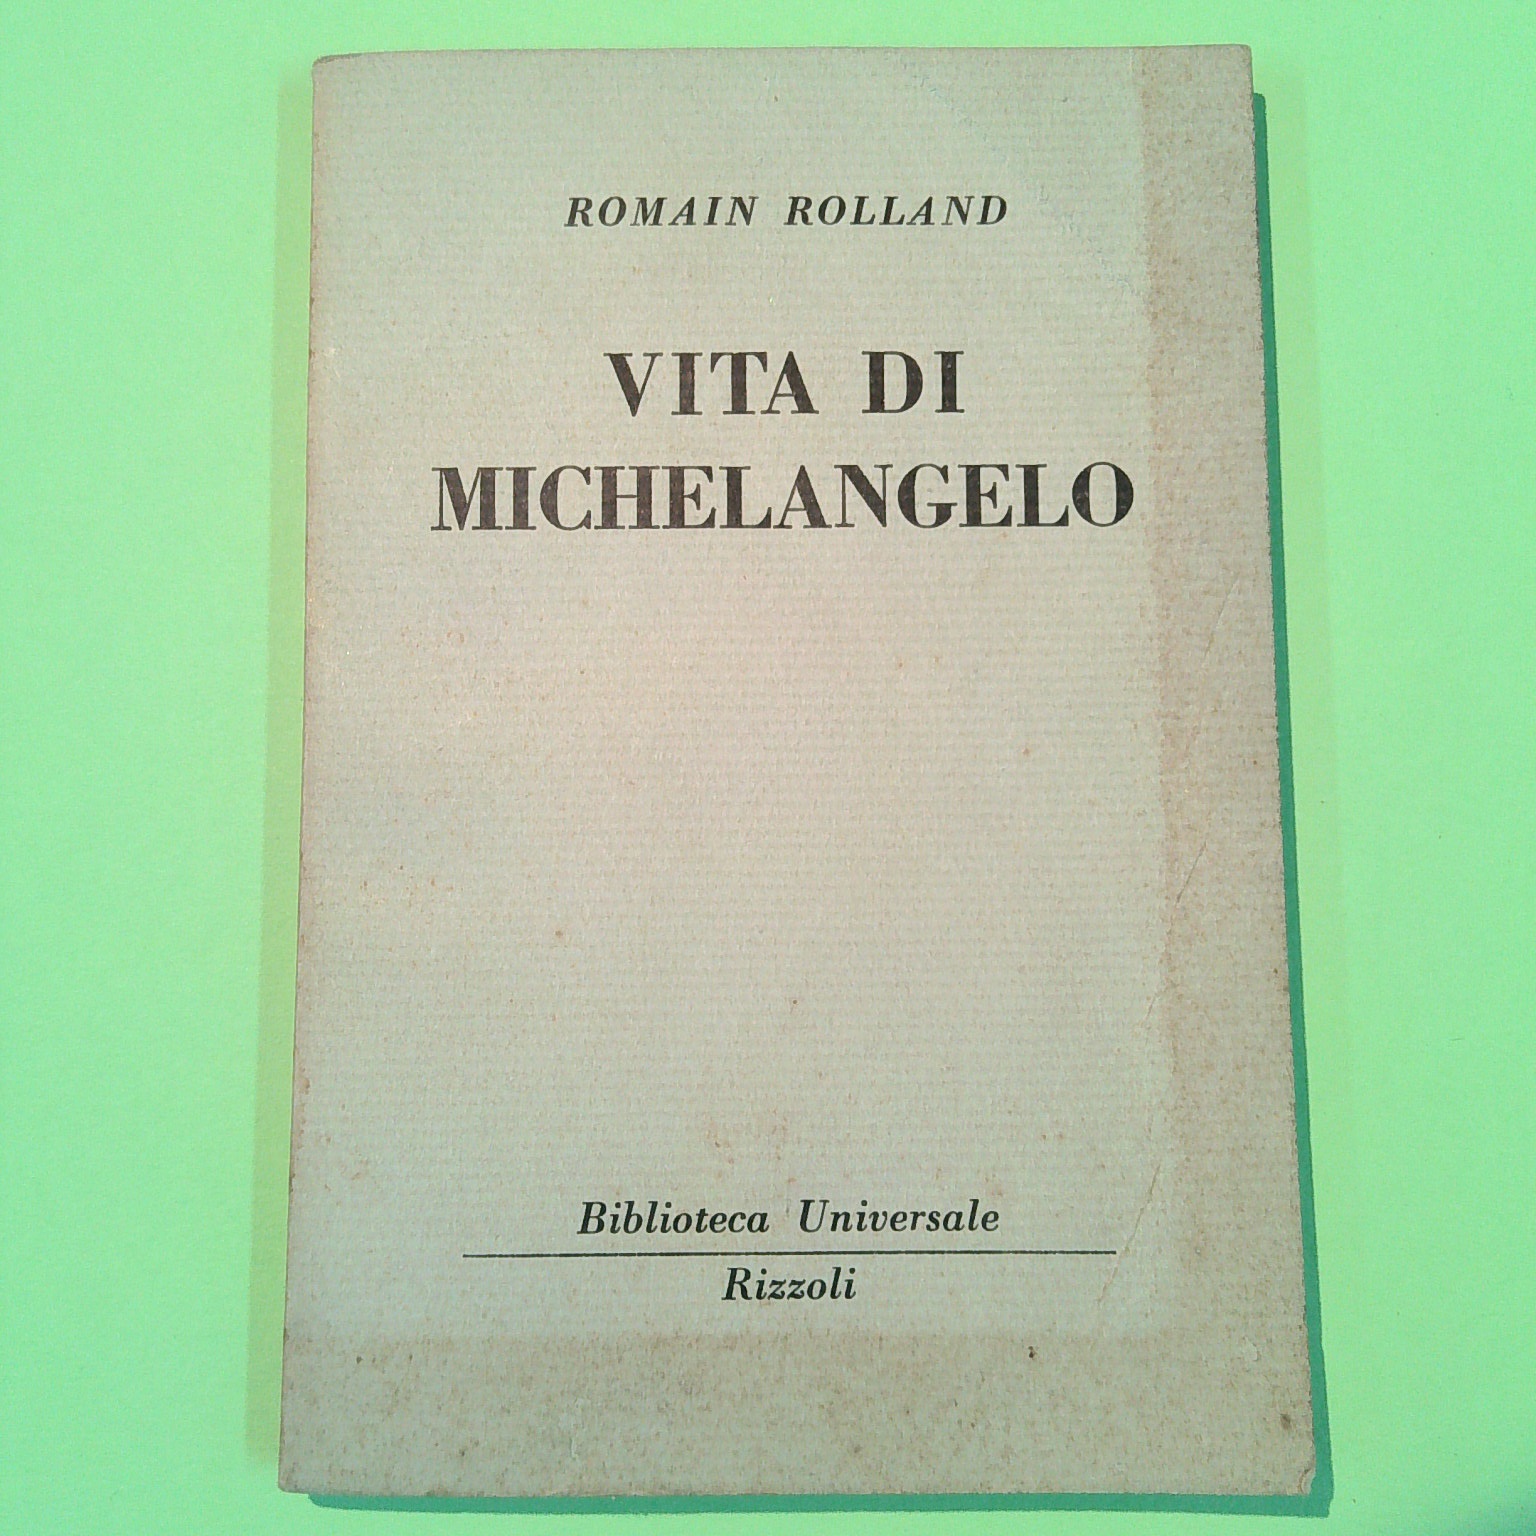 ROMAIN ROLLAND
VITA DI
MICHELANGELO
Biblioteca Universale
Rizzoli